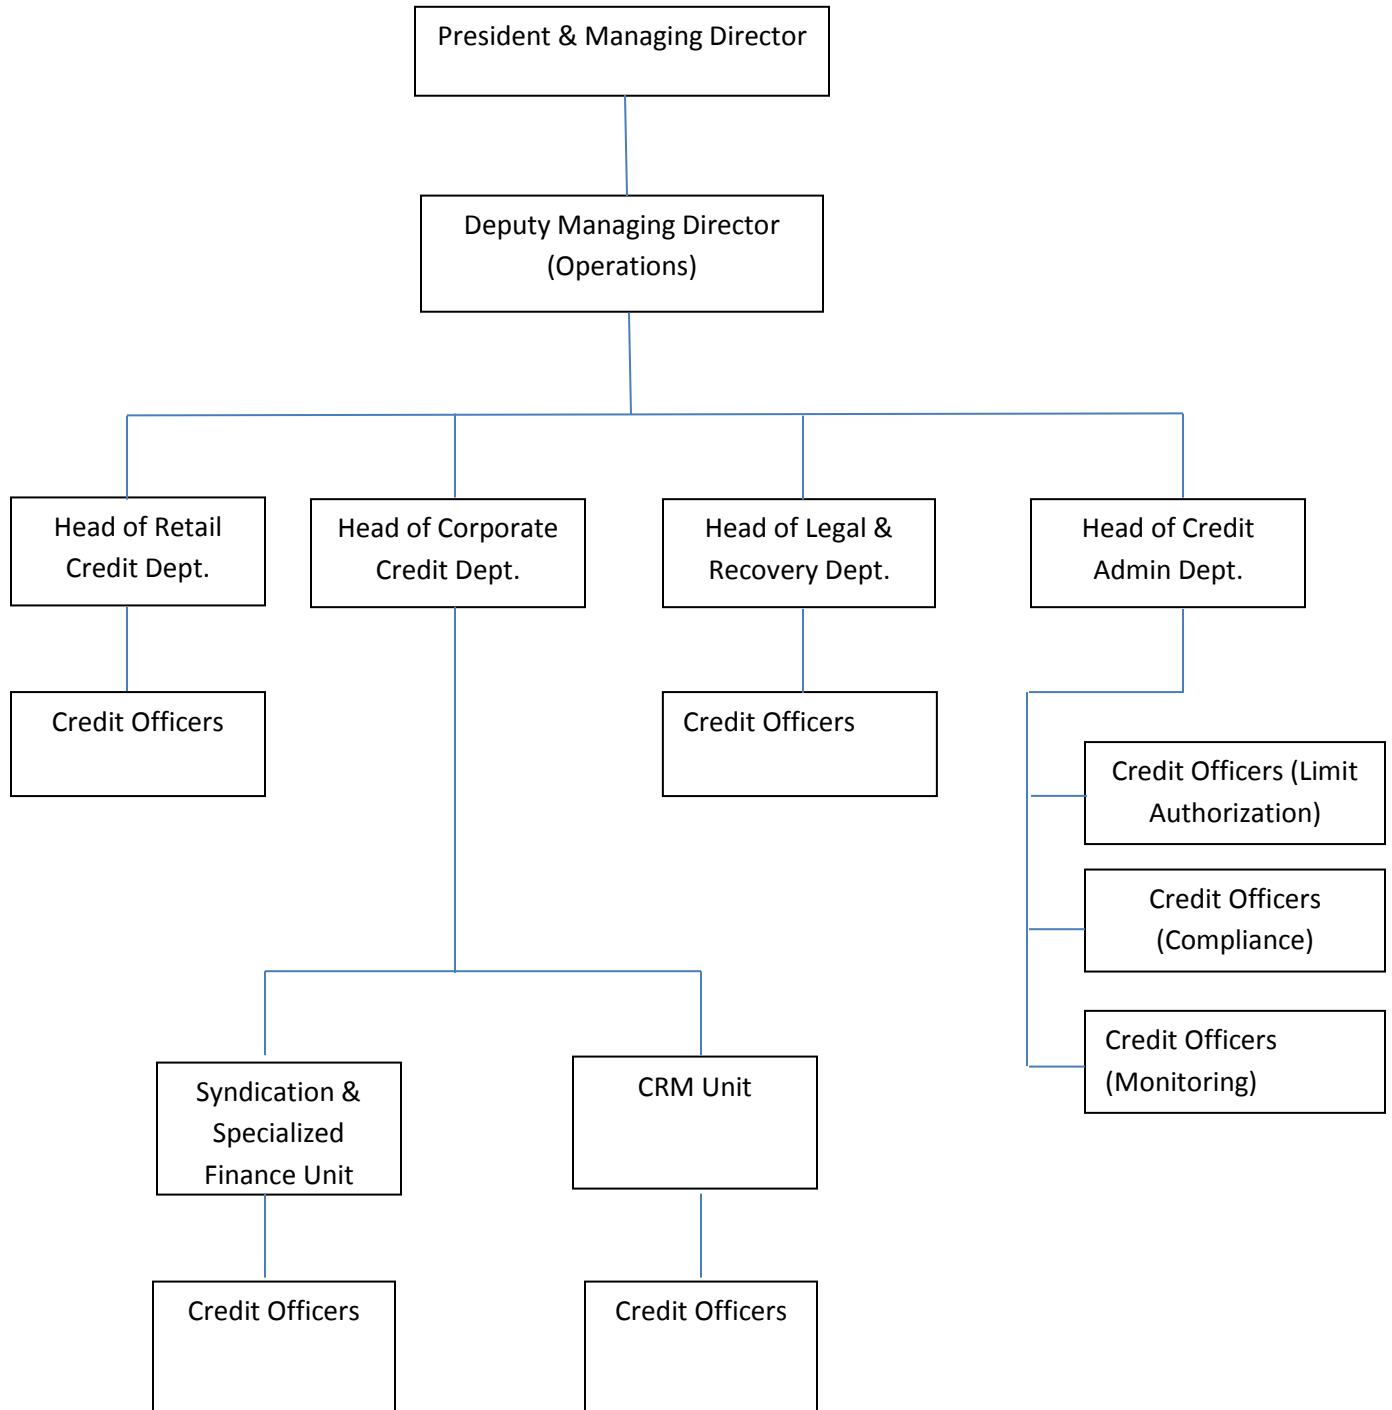 President & Managing Director
Deputy Managing Director
(Operations)
Head of Retail
Credit Dept.
Head of Corporate
Credit Dept.
Head of Legal &
Recovery Dept.
Head of Credit
Admin Dept.
Credit Officers
Credit Officers
Credit Officers (Limit
Authorization)
Credit Officers
(Compliance)
Credit Officers
(Monitoring)
Syndication &
Specialized
Finance Unit
CRM Unit
Credit Officers
Credit Officers